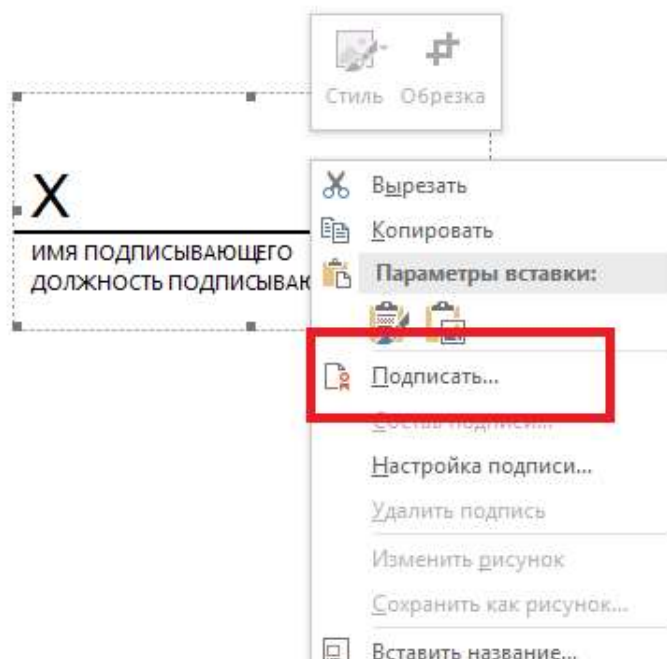 Стиль Обрезка
X
ИМЯ ПОДПИСЫВАЮЩЕГО
ДОЛЖНОСТЬ ПОДПИСЫВАЮ
Вырезать
Копировать
Параметры вставки:
Подписать...
Состав подписи...
Настройка подписи...
Удалить подпись
Изменить рисунок
Сохранить как рисунок...
Вставить название...